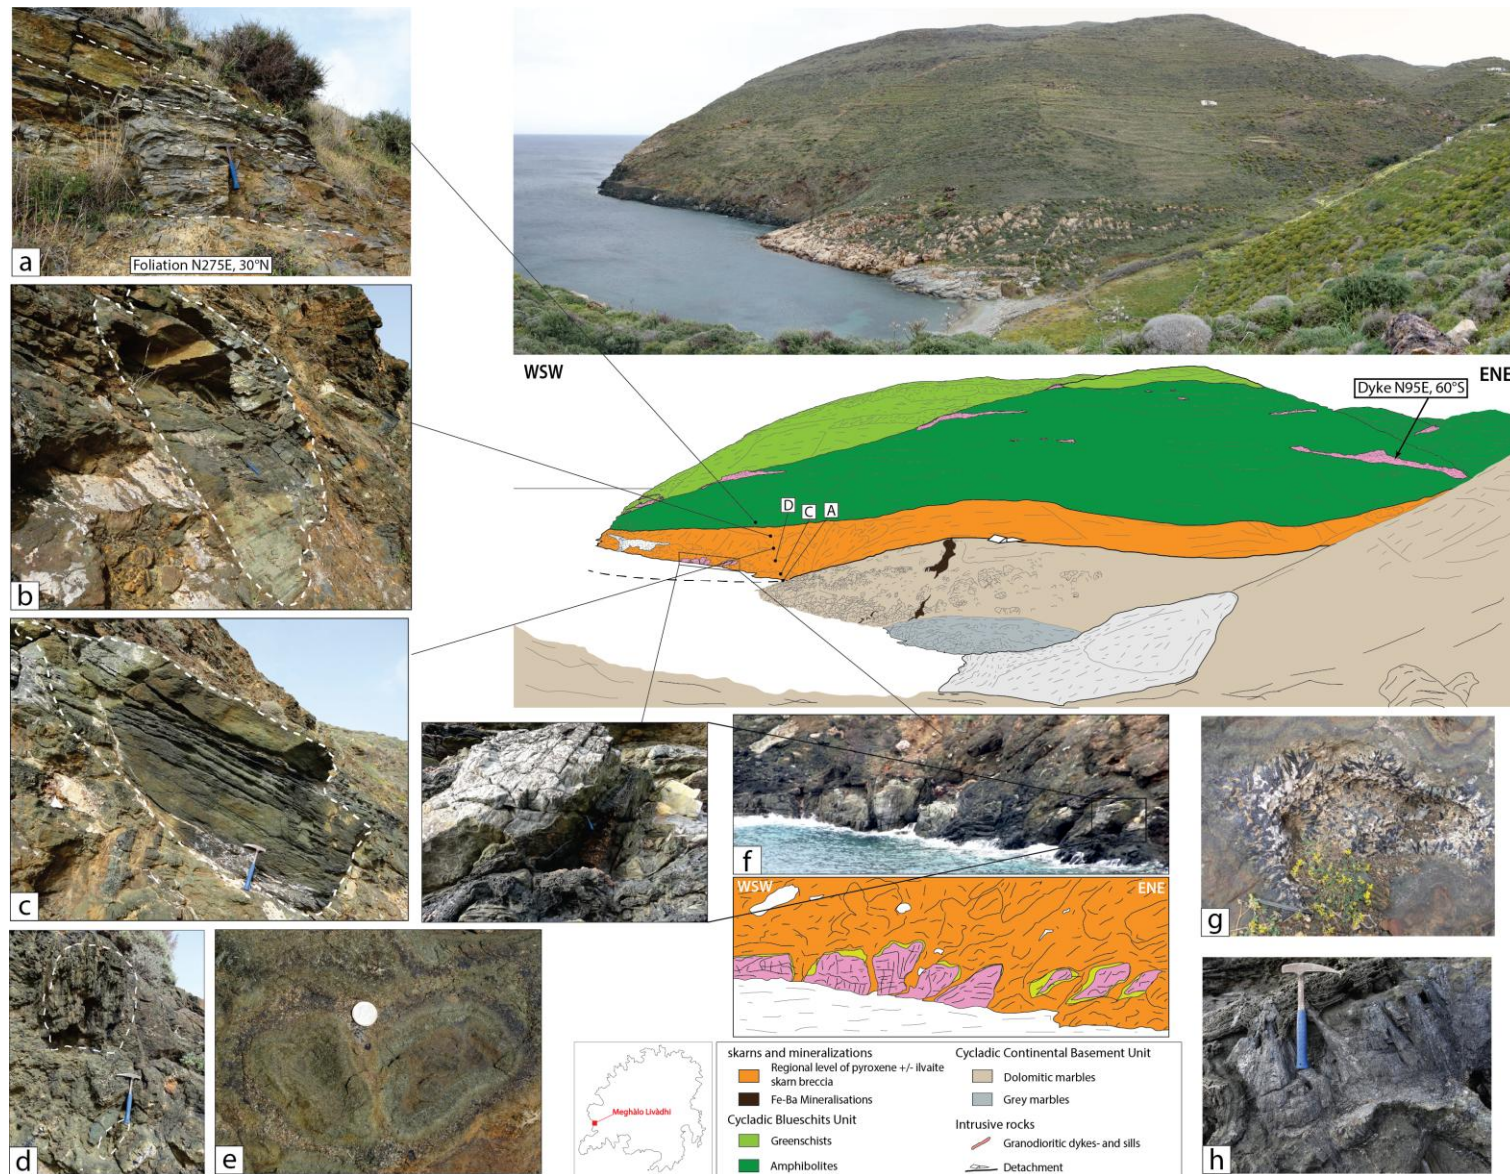 a
Foliation N275E, 30°N
b
c
d
e
WSW
ENE
Dyke N95E, 60°S
D
C
A
f
WSW
ENE
g
h
Meghàlo Livàdhi
skarns and mineralizations
Regional level of pyroxene +/- ilvaite
skarn breccia
Fe-Ba Mineralisations
Cycladic Blueschits Unit
Greenschists
Amphibolites
Cycladic Continental Basement Unit
Dolomitic marbles
Grey marbles
Intrusive rocks
Granodioritic dykes- and sills
Detachment